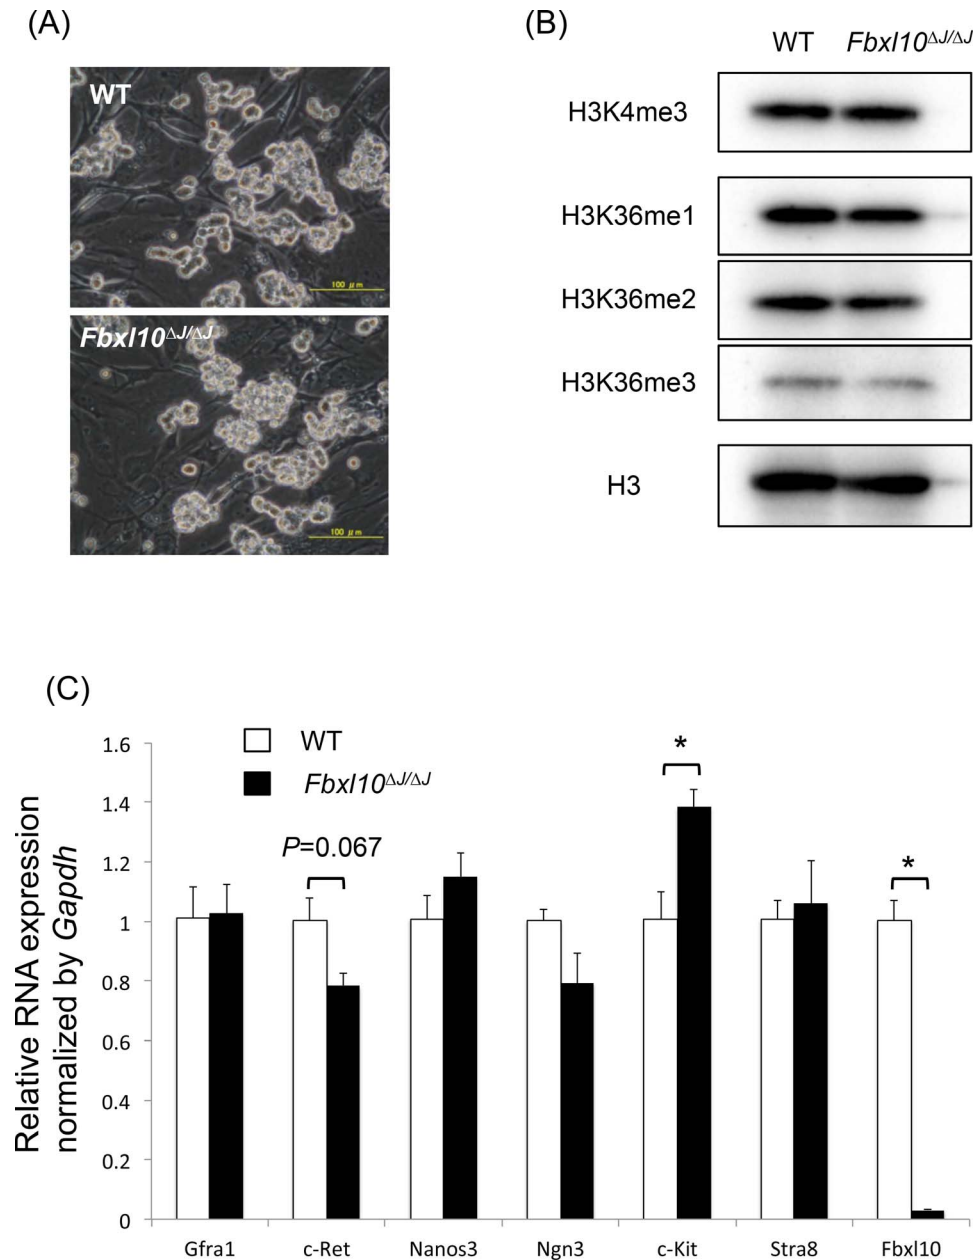 (A)
WT
100 μm
Fbxl10ΔJ/ΔJ
100 μm
(B)
WT Fbxl10ΔJ/ΔJ
H3K4me3
H3K36me1
H3K36me2
H3K36me3
H3
(C)
WT
Fbxl10ΔJ/ΔJ
Relative RNA expression
normalized by Gapdh
1.6
1.4
1.2
1
0.8
0.6
0.4
0.2
0
P=0.067
*
*
Gfra1 c-Ret Nanos3 Ngn3 c-Kit Stra8 Fbxl10